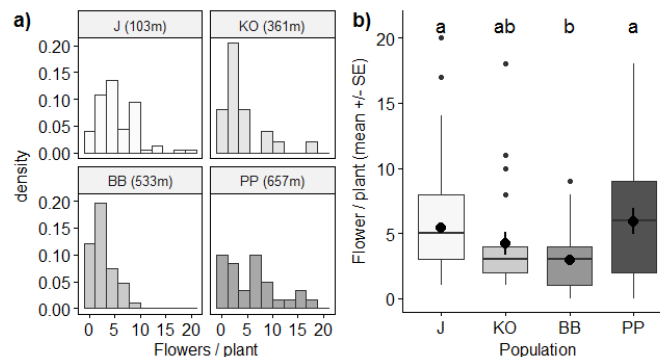 a)
J (103m)
KO (361m)
density
0.20
0.15
0.10
0.05
0.00
BB (533m)
PP (657m)
0.20
0.15
0.10
0.05
0.00
0 5 10 15 20
0 5 10 15 20
Flowers / plant
b)
a ab b a
Flower / plant (mean +/- SE)
20
15
10
5
0
J KO BB PP
Population